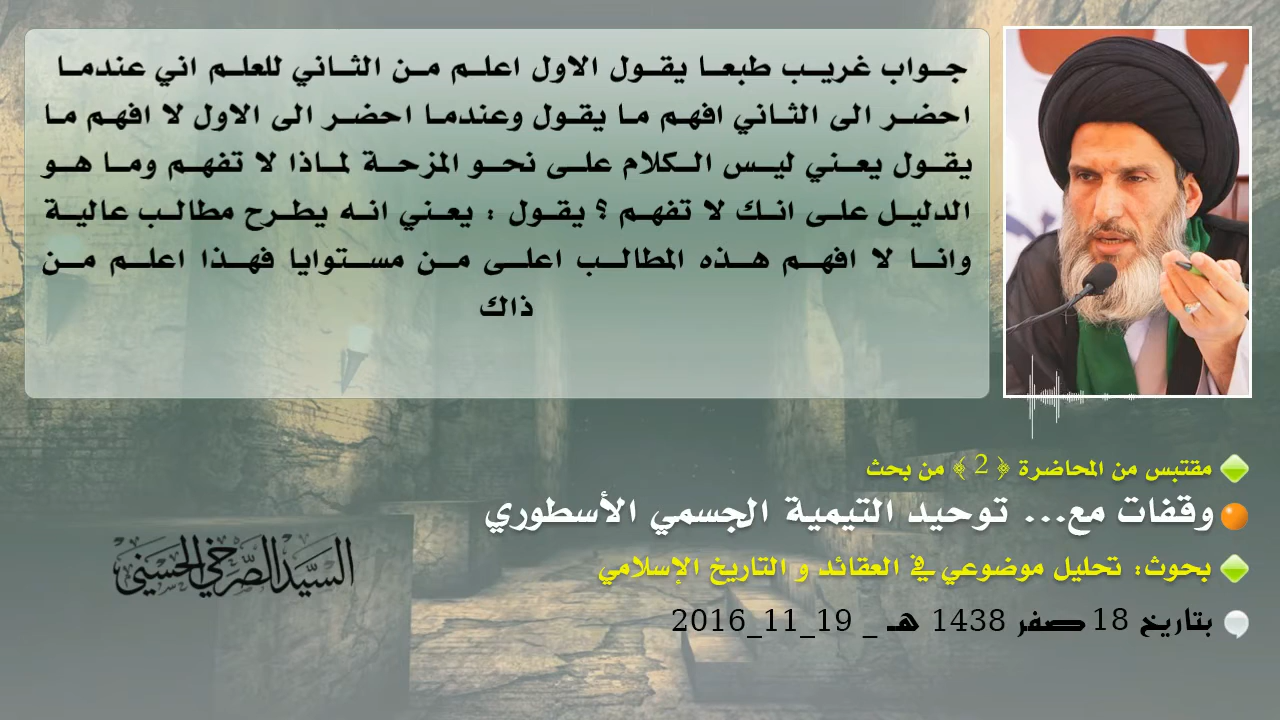 جواب غريب طبعا يقول الاول اعلم من الثاني للعلم اني عندما
احضر الى الثاني افهم ما يقول وعندما احضر الى الاول لا افهم ما
يقول يعني ليس الكلام على نحو المزحة لماذا لا تفهم وما هو
الدليل على انك لا تفهم ؟ يقول : يعني انه يطرح مطالب عالية
وانا لا افهم هذه المطالب اعلى من مستوايا فهذا اعلم من
ذاك
مقتبس من المحاضرة ﴿ 2 ﴾ من بحث
وقفات مع... توحيد التيمية الجسمي الأسطوري
بحوث: تحليل موضوعي في العقائد و التاريخ الإسلامي
بتاريخ 18 صفر 1438 هـ _ 19_11_2016
السيد الصرخي الحسني